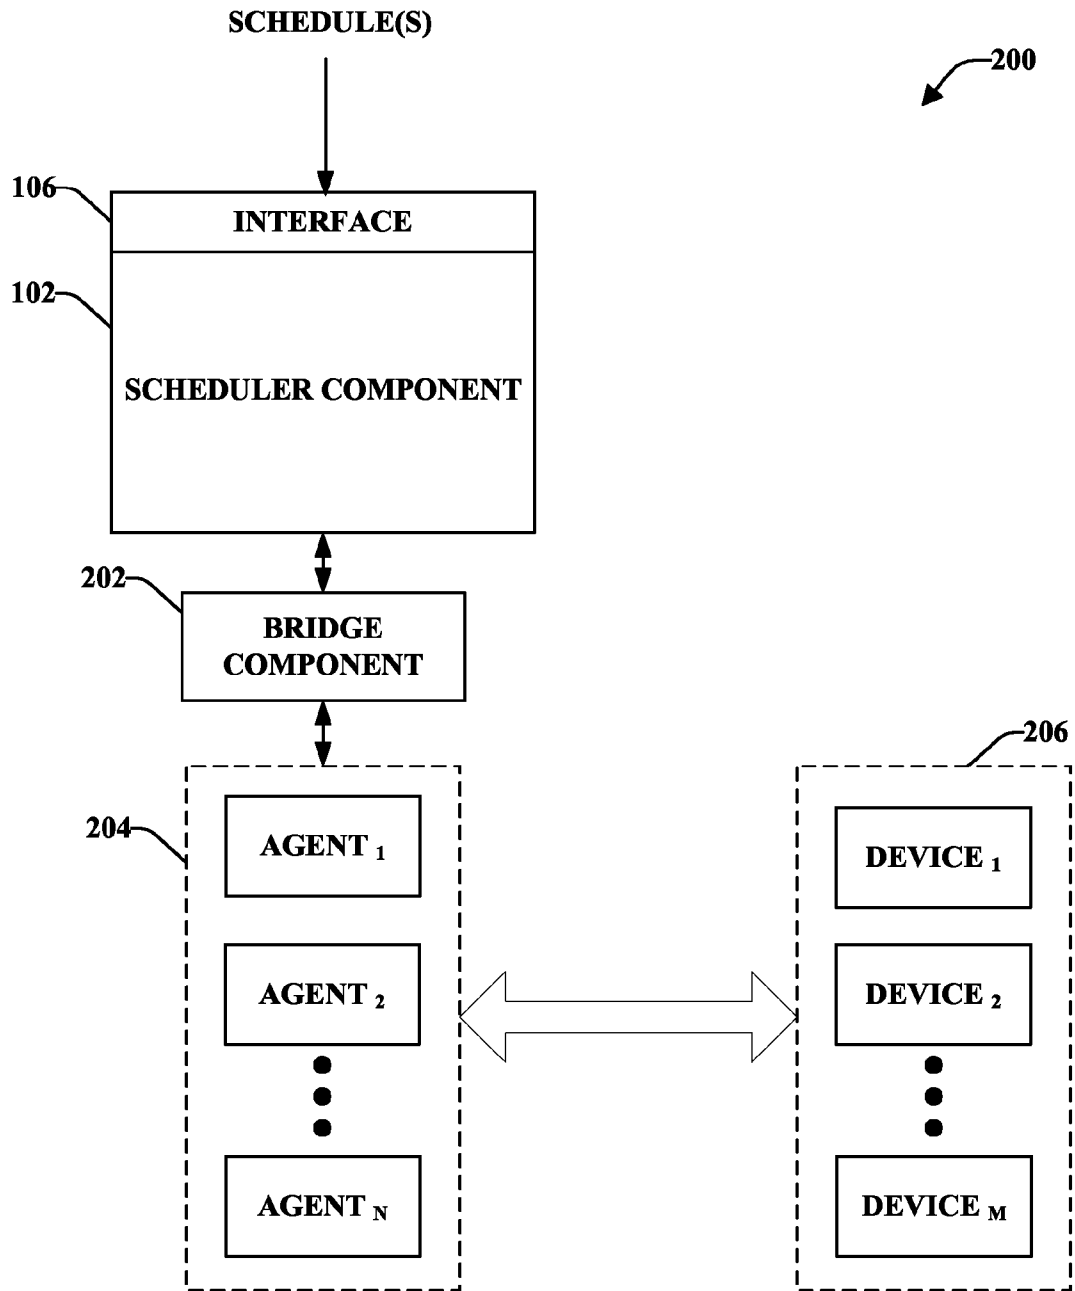 SCHEDULE(S)
200
106
INTERFACE
102
SCHEDULER COMPONENT
202
BRIDGE
COMPONENT
206
204
AGENT 1
DEVICE 1
AGENT 2
DEVICE 2
AGENT N
DEVICE M